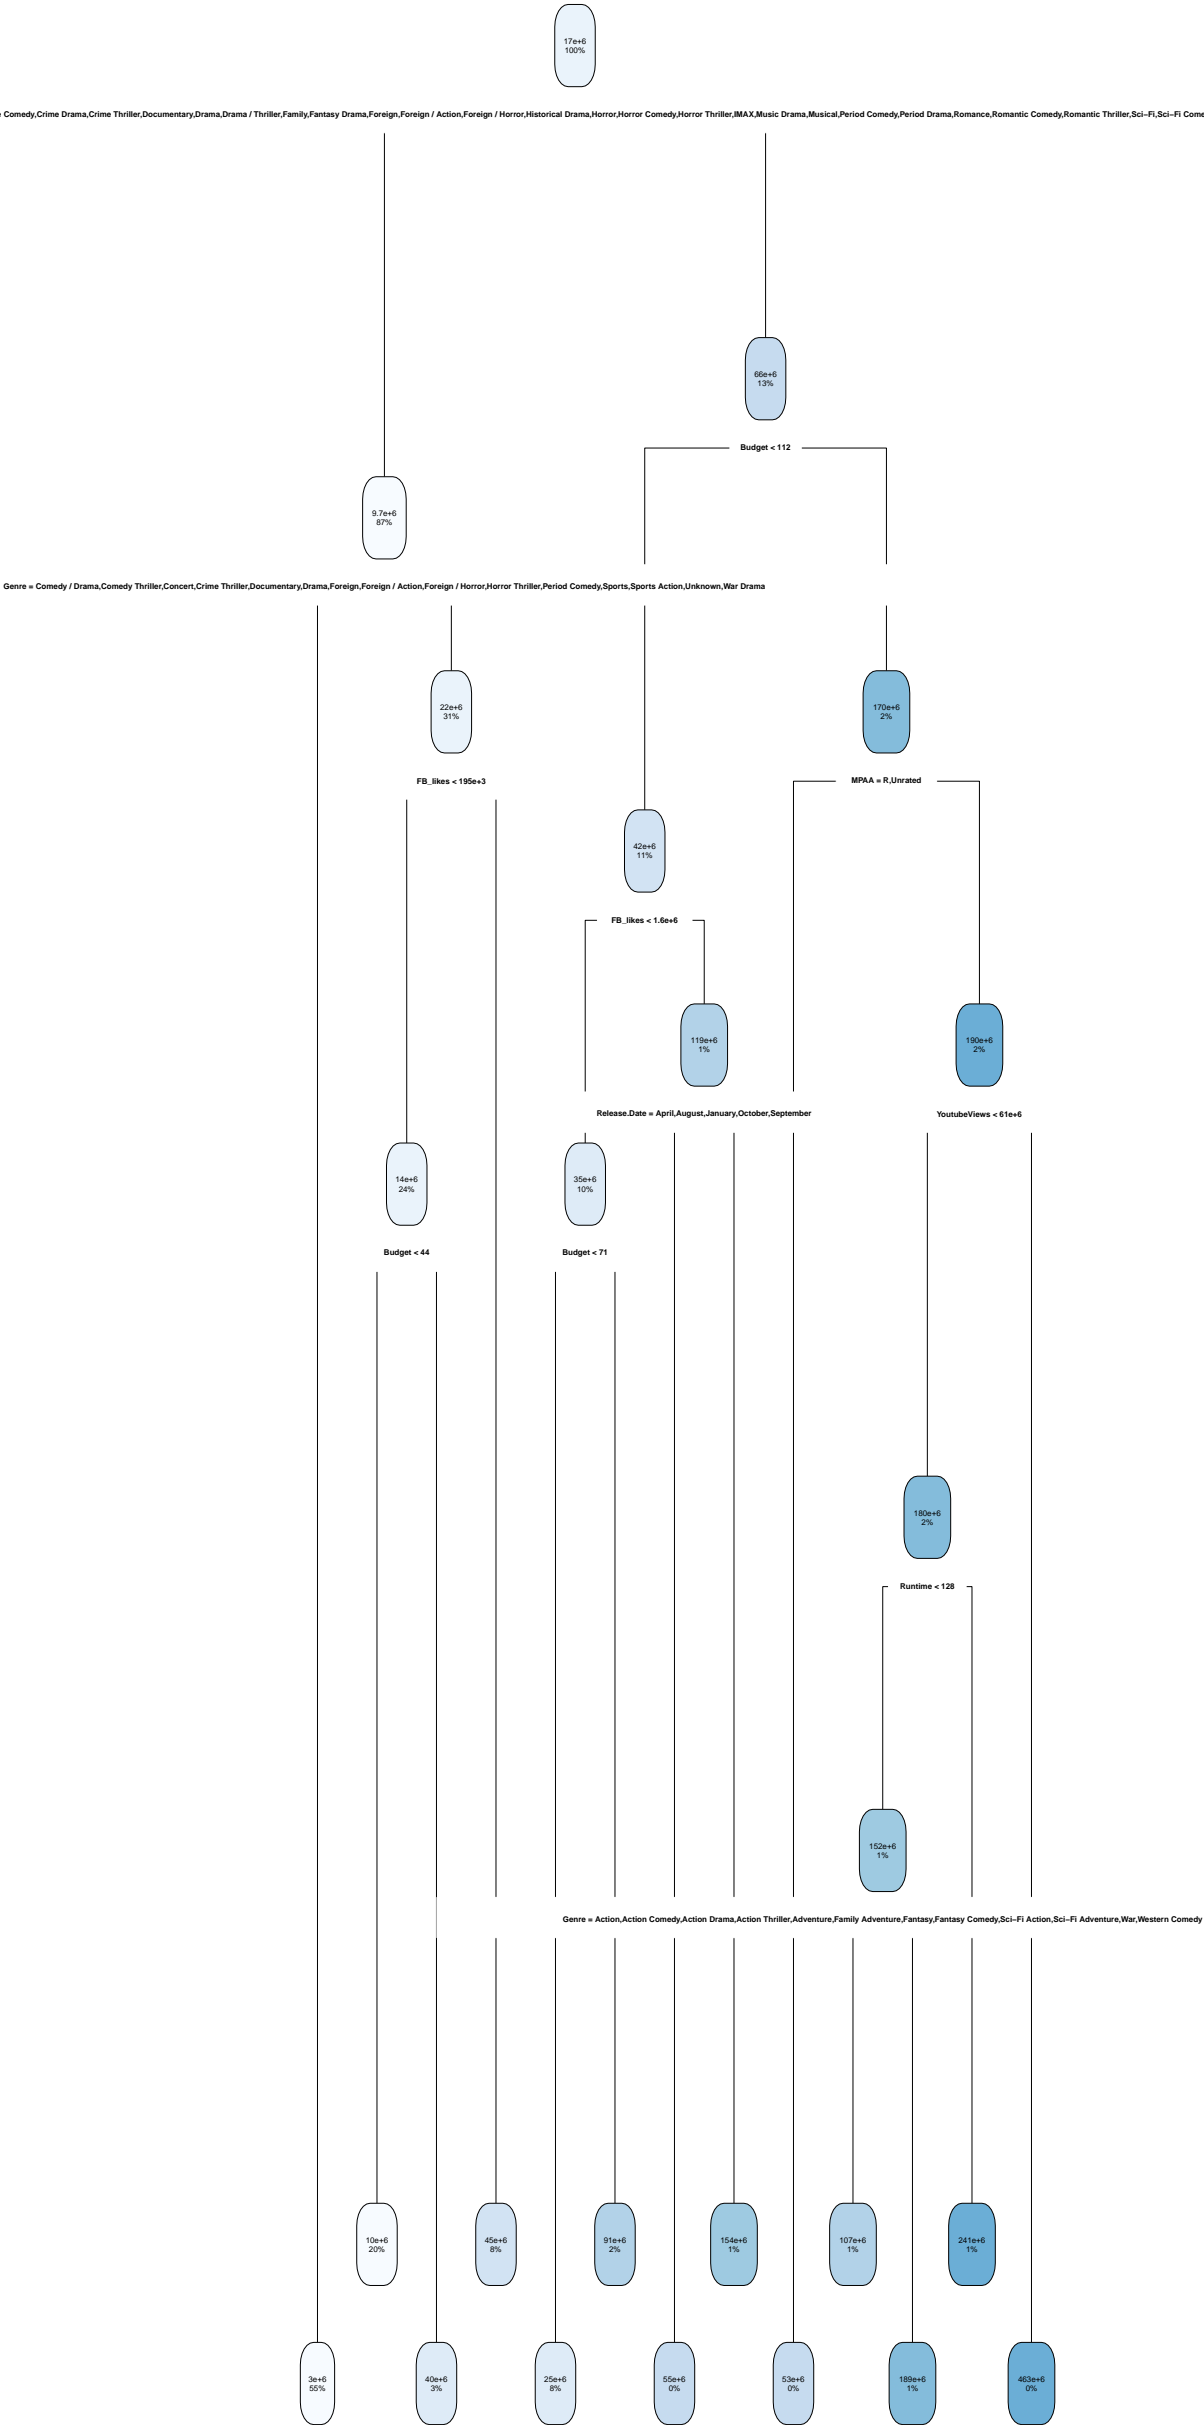 17e+6
100%
Comedy,Crime Drama,Crime Thriller,Documentary,Drama,Drama / Thriller,Family,Fantasy Drama,Foreign,Foreign / Action,Foreign / Horror,Historical Drama,Horror,Horror Comedy,Horror Thriller,IMAX,Music Drama,Musical,Period Comedy,Period Drama,Romance,Romantic Comedy,Romantic Thriller,Sci−Fi,Sci−Fi Come
66e+6
13%
Budget < 112
9.7e+6
87%
Genre = Comedy / Drama,Comedy Thriller,Concert,Crime Thriller,Documentary,Drama,Foreign,Foreign / Action,Foreign / Horror,Horror Thriller,Period Comedy,Sports,Sports Action,Unknown,War Drama
22e+6
31%
170e+6
2%
FB_likes < 195e+3
MPAA = R,Unrated
42e+6
11%
FB_likes < 1.6e+6
119e+6
1%
190e+6
2%
Release.Date = April,August,January,October,September
YoutubeViews < 61e+6
14e+6
24%
35e+6
10%
Budget < 44
Budget < 71
180e+6
2%
Runtime < 128
152e+6
1%
Genre = Action,Action Comedy,Action Drama,Action Thriller,Adventure,Family Adventure,Fantasy,Fantasy Comedy,Sci−Fi Action,Sci−Fi Adventure,War,Western Comedy
10e+6
20%
45e+6
8%
91e+6
2%
154e+6
1%
107e+6
1%
241e+6
1%
3e+6
55%
40e+6
3%
25e+6
8%
55e+6
0%
53e+6
0%
189e+6
1%
463e+6
0%